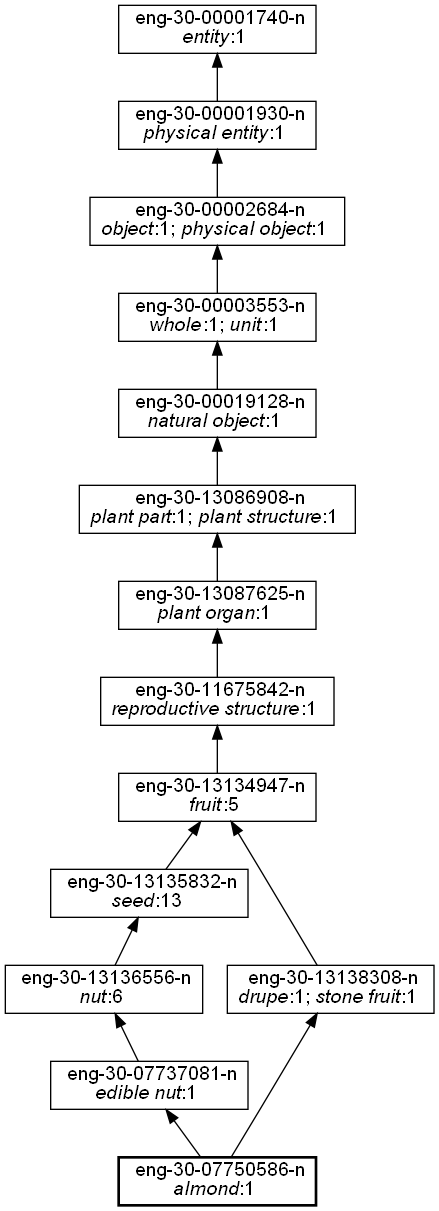 eng-30-00001740-n
entity:1
eng-30-00001930-n
physical entity:1
eng-30-00002684-n
object:1; physical object:1
eng-30-00003553-n
whole:1; unit:1
eng-30-00019128-n
natural object:1
eng-30-13086908-n
plant part:1; plant structure:1
eng-30-13087625-n
plant organ:1
eng-30-11675842-n
reproductive structure:1
eng-30-13134947-n
fruit:5
eng-30-13135832-n
seed:13
eng-30-13136556-n
nut:6
eng-30-13138308-n
drupe:1; stone fruit:1
eng-30-07737081-n
edible nut:1
eng-30-07750586-n
almond:1